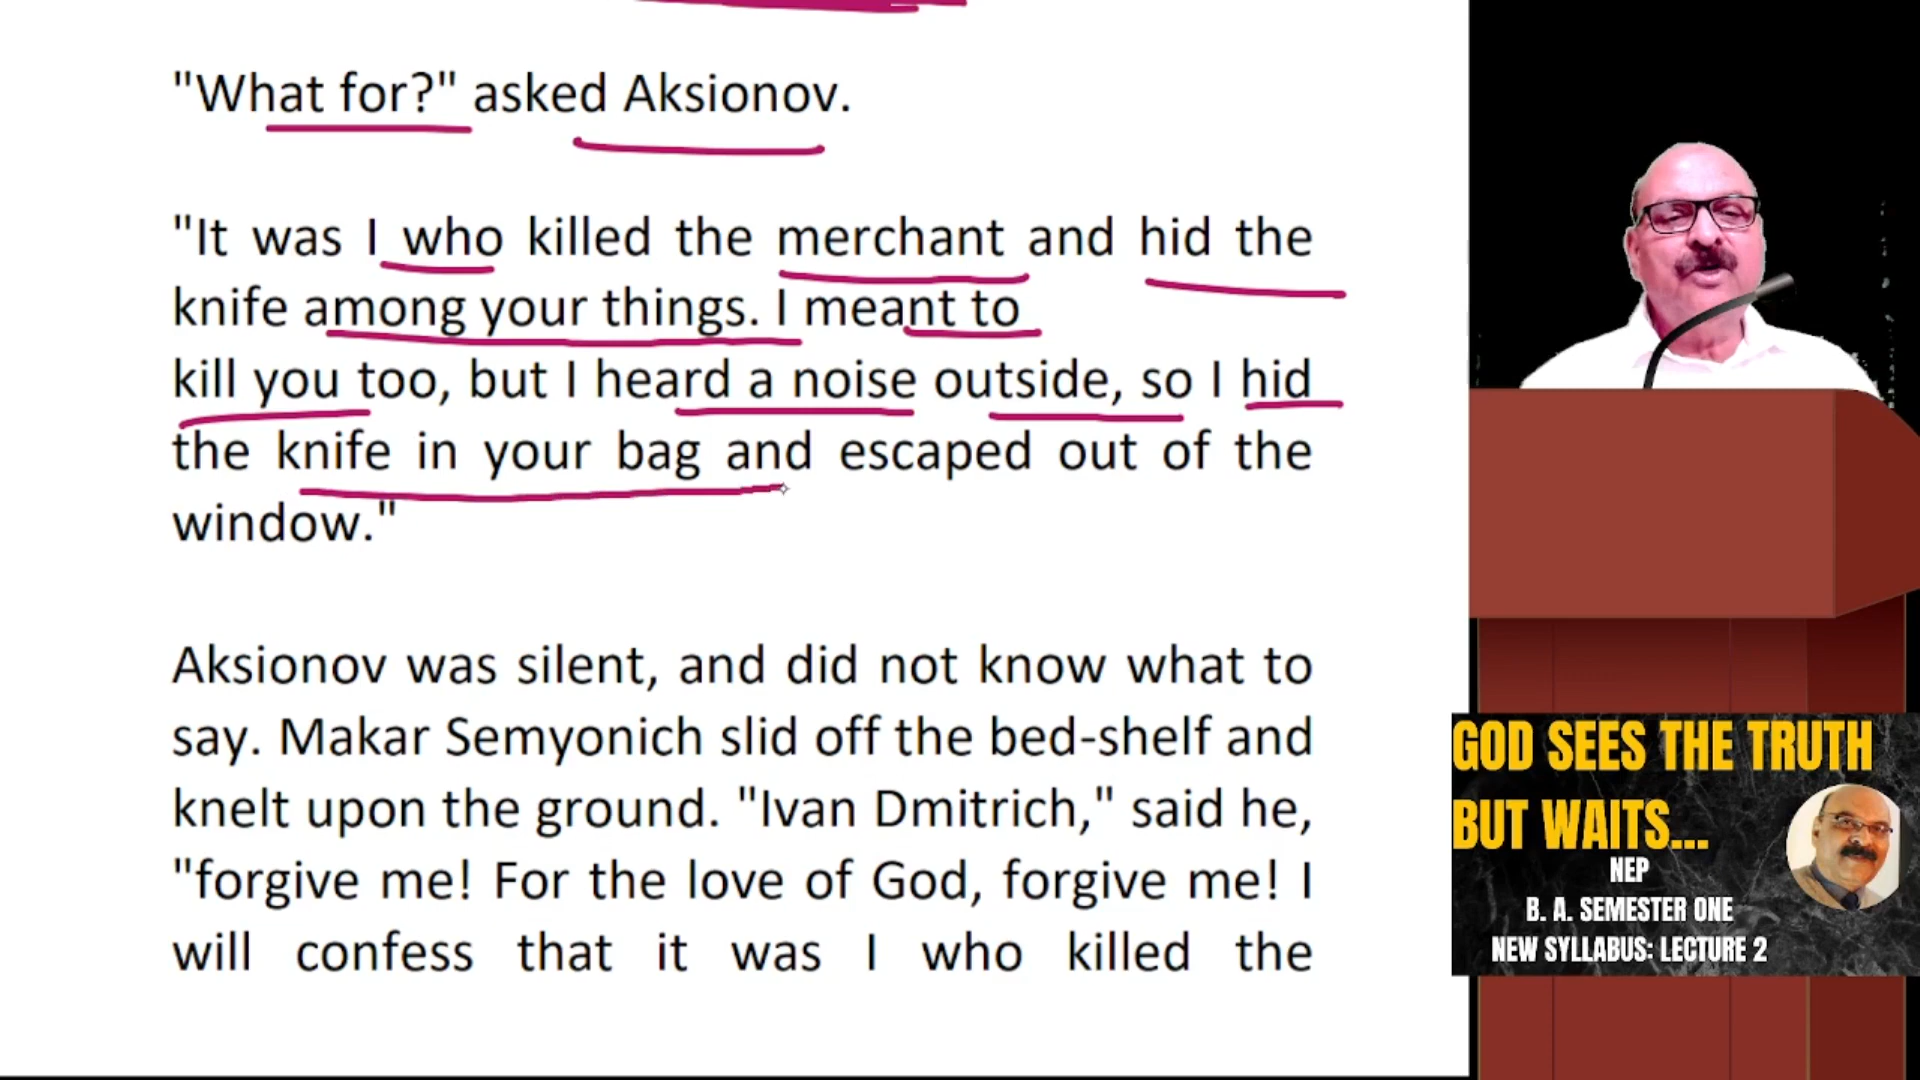 "What for?" asked Aksionov.
"It was I who killed the merchant and hid the
knife among your things. I meant to
kill you too, but I heard a noise outside, so I hid
the knife in your bag and escaped out of the
window."
Aksionov was silent, and did not know what to
say. Makar Semyonich slid off the bed-shelf and
knelt upon the ground. "Ivan Dmitrich," said he,
"forgive me! For the love of God, forgive me! I
will confess that it was I who killed the
GOD SEES THE TRUTH
BUT WAITS...
NEP
B. A. SEMESTER ONE
NEW SYLLABUS: LECTURE 2